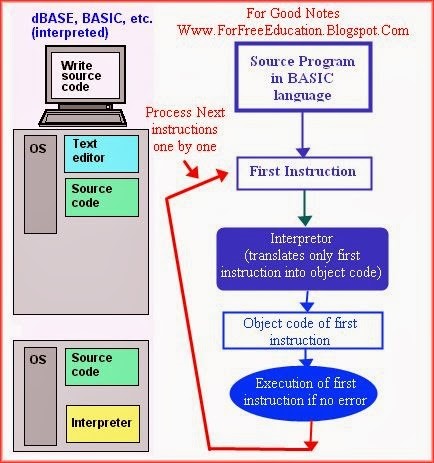 dBASE, BASIC, etc.
(interpreted)
Write
source
code
OS
Text
editor
Source
code
OS
Source
code
Interpreter
For Good Notes
Www.ForFreeEducation.Blogspot.Com
Source Program
in BASIC
language
Process Next
instructions
one by one
First Instruction
Interpretor
(translates only first
instruction into object code)
Object code of first
instruction
Execution of first
instruction if no error